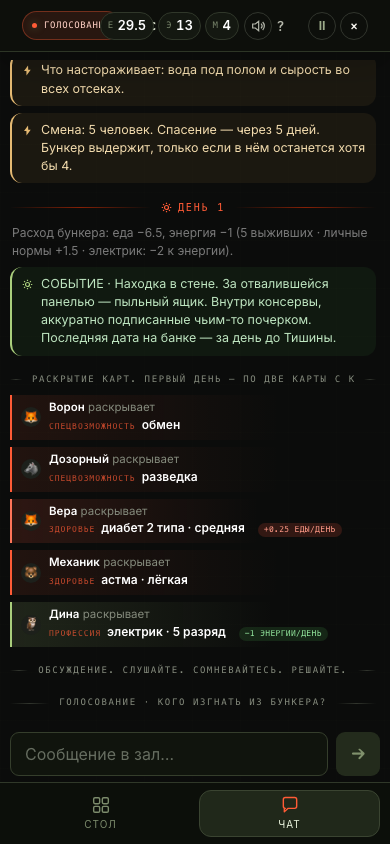 ГОЛОСОВАН
Е 29.5 :
Э 13
М 4
?
Что настораживает: вода под полом и сырость во
всех отсеках.
Смена: 5 человек. Спасение — через 5 дней.
Бункер выдержит, только если в нём останется хотя
бы 4.
ДЕНЬ 1
Расход бункера: еда −6.5, энергия −1 (5 выживших · личные
нормы +1.5 · электрик: −2 к энергии).
СОБЫТИЕ · Находка в стене. За отвалившейся
панелью — пыльный ящик. Внутри консервы,
аккуратно подписанные чьим-то почерком.
Последняя дата на банке — за день до Тишины.
РАСКРЫТИЕ КАРТ. ПЕРВЫЙ ДЕНЬ — ПО ДВЕ КАРТЫ С К
Ворон раскрывает
СПЕЦВОЗМОЖНОСТЬ обмен
Дозорный раскрывает
СПЕЦВОЗМОЖНОСТЬ разведка
Вера раскрывает
ЗДОРОВЬЕ диабет 2 типа · средняя +0.25 ЕДЫ/ДЕНЬ
Механик раскрывает
ЗДОРОВЬЕ астма · лёгкая
Дина раскрывает
ПРОФЕССИЯ электрик · 5 разряд −1 ЭНЕРГИИ/ДЕНЬ
ОБСУЖДЕНИЕ. СЛУШАЙТЕ. СОМНЕВАЙТЕСЬ. РЕШАЙТЕ.
ГОЛОСОВАНИЕ · КОГО ИЗГНАТЬ ИЗ БУНКЕРА?
Сообщение в зал...
СТОЛ
ЧАТ